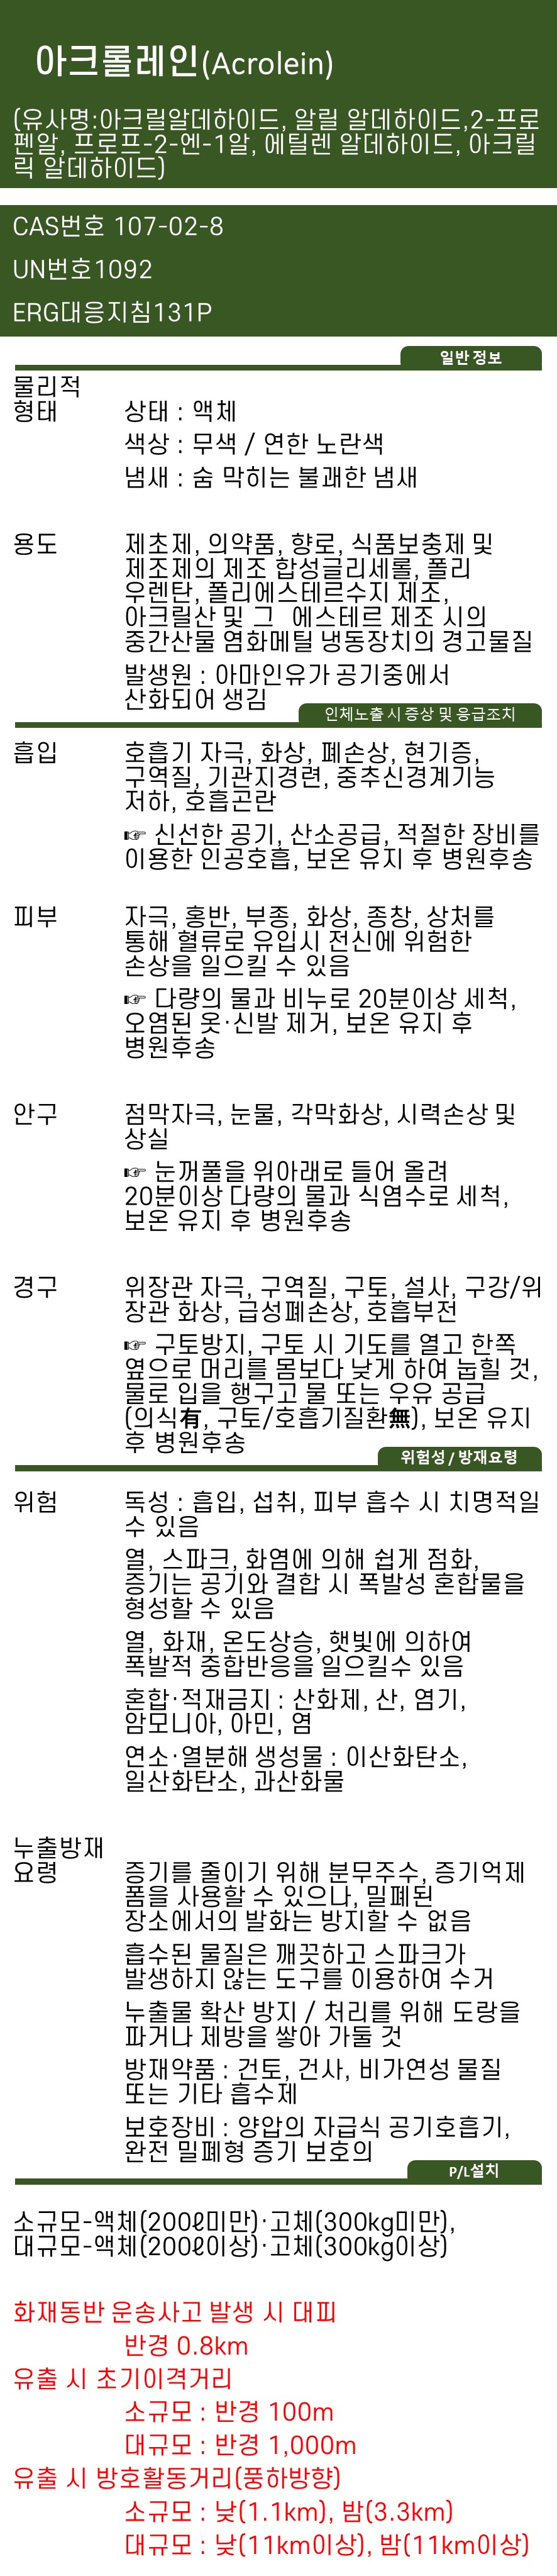 아크롤레인(Acrolein)
(유사명:아크릴알데하이드, 알릴 알데하이드,2-프로
펜알, 프로프-2-엔-1알, 에틸렌 알데하이드, 아크릴
릭 알데하이드)
CAS번호 107-02-8
UN번호1092
ERG대응지침131P
일반 정보
물리적
형태 상태 : 액체
색상 : 무색 / 연한 노란색
냄새 : 숨 막히는 불쾌한 냄새
용도 제초제, 의약품, 향로, 식품보충제 및
제조제의 제조 합성글리세롤, 폴리
우렌탄, 폴리에스테르수지 제조,
아크릴산 및 그 에스테르 제조 시의
중간산물 염화메틸 냉동장치의 경고물질
발생원 : 아마인유가 공기중에서
산화되어 생김
인체노출 시 증상 및 응급조치
흡입 호흡기 자극, 화상, 폐손상, 현기증,
구역질, 기관지경련, 중추신경계기능
저하, 호흡곤란
☞ 신선한 공기, 산소공급, 적절한 장비를
이용한 인공호흡, 보온 유지 후 병원후송
피부 자극, 홍반, 부종, 화상, 종창, 상처를
통해 혈류로 유입시 전신에 위험한
손상을 일으킬 수 있음
☞ 다량의 물과 비누로 20분이상 세척,
오염된 옷·신발 제거, 보온 유지 후
병원후송
안구 점막자극, 눈물, 각막화상, 시력손상 및
상실
☞ 눈꺼풀을 위아래로 들어 올려
20분이상 다량의 물과 식염수로 세척,
보온 유지 후 병원후송
경구 위장관 자극, 구역질, 구토, 설사, 구강/위
장관 화상, 급성폐손상, 호흡부전
☞ 구토방지, 구토 시 기도를 열고 한쪽
옆으로 머리를 몸보다 낮게 하여 눕힐 것,
물로 입을 행구고 물 또는 우유 공급
(의식有, 구토/호흡기질환無), 보온 유지
후 병원후송
위험성 / 방재요령
위험 독성 : 흡입, 섭취, 피부 흡수 시 치명적일
수 있음
열, 스파크, 화염에 의해 쉽게 점화,
증기는 공기와 결합 시 폭발성 혼합물을
형성할 수 있음
열, 화재, 온도상승, 햇빛에 의하여
폭발적 중합반응을 일으킬수 있음
혼합·적재금지 : 산화제, 산, 염기,
암모니아, 아민, 염
연소·열분해 생성물 : 이산화탄소,
일산화탄소, 과산화물
누출방재
요령 증기를 줄이기 위해 분무주수, 증기억제
폼을 사용할 수 있으나, 밀폐된
장소에서의 발화는 방지할 수 없음
흡수된 물질은 깨끗하고 스파크가
발생하지 않는 도구를 이용하여 수거
누출물 확산 방지 / 처리를 위해 도랑을
파거나 제방을 쌓아 가둘 것
방재약품 : 건토, 건사, 비가연성 물질
또는 기타 흡수제
보호장비 : 양압의 자급식 공기호흡기,
완전 밀폐형 증기 보호의
P/L설치
소규모-액체(200ℓ미만)·고체(300kg미만),
대규모-액체(200ℓ이상)·고체(300kg이상)
화재동반 운송사고 발생 시 대피
반경 0.8km
유출 시 초기이격거리
소규모 : 반경 100m
대규모 : 반경 1,000m
유출 시 방호활동거리(풍하방향)
소규모 : 낮(1.1km), 밤(3.3km)
대규모 : 낮(11km이상), 밤(11km이상)